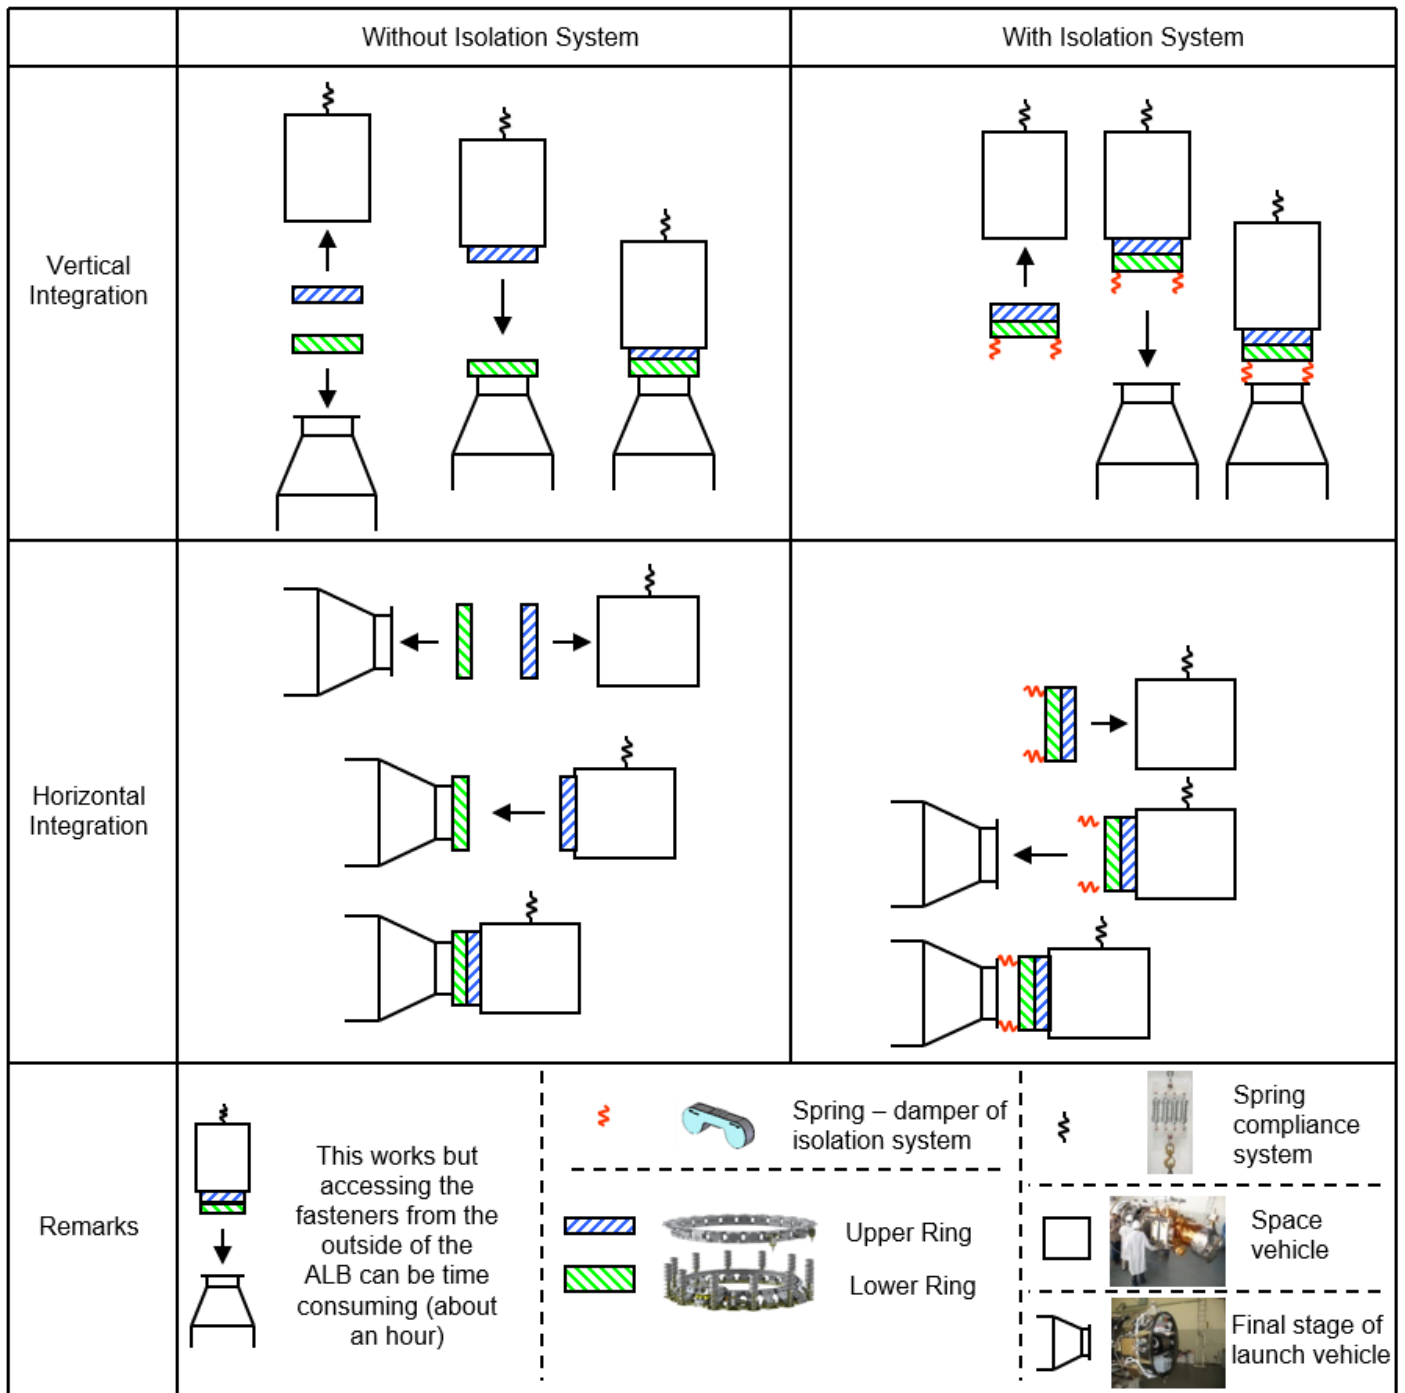 Without Isolation System
With Isolation System
Vertical
Integration
Horizontal
Integration
Remarks
This works but
accessing the
fasteners from the
outside of the
ALB can be time
consuming (about
an hour)
Spring – damper of
isolation system
Upper Ring
Lower Ring
Spring
compliance
system
Space
vehicle
Final stage of
launch vehicle